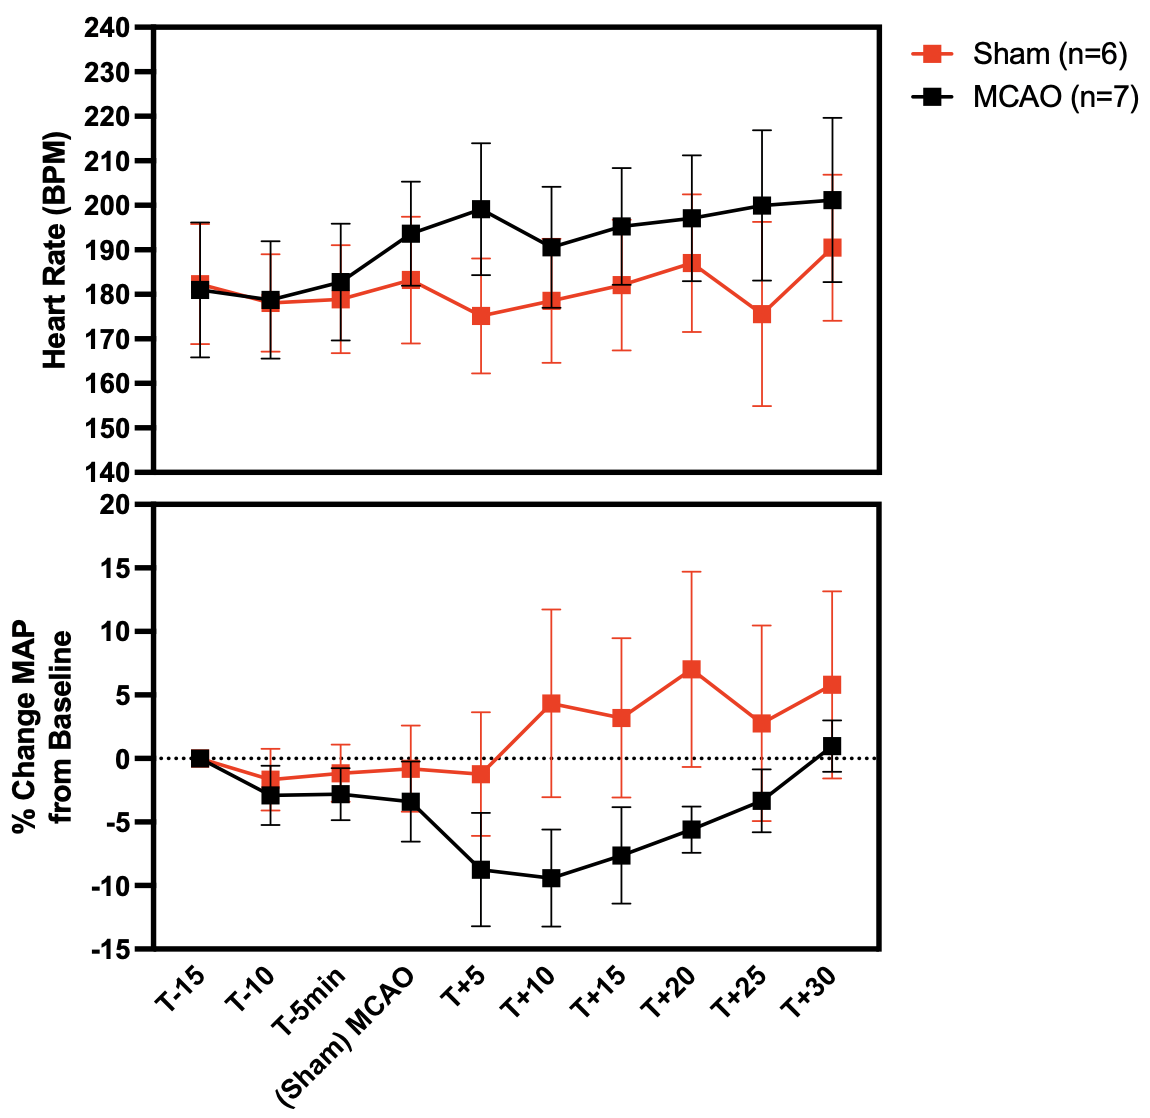 240
230
220
210
200
190
180
170
160
150
140
Heart Rate (BPM)
Sham (n=6)
MCAO (n=7)
20
15
10
5
0
-5
-10
-15
% Change MAP
from Baseline
T-15
T-10
T-5min
(Sham) MCAO
T+5
T+10
T+15
T+20
T+25
T+30